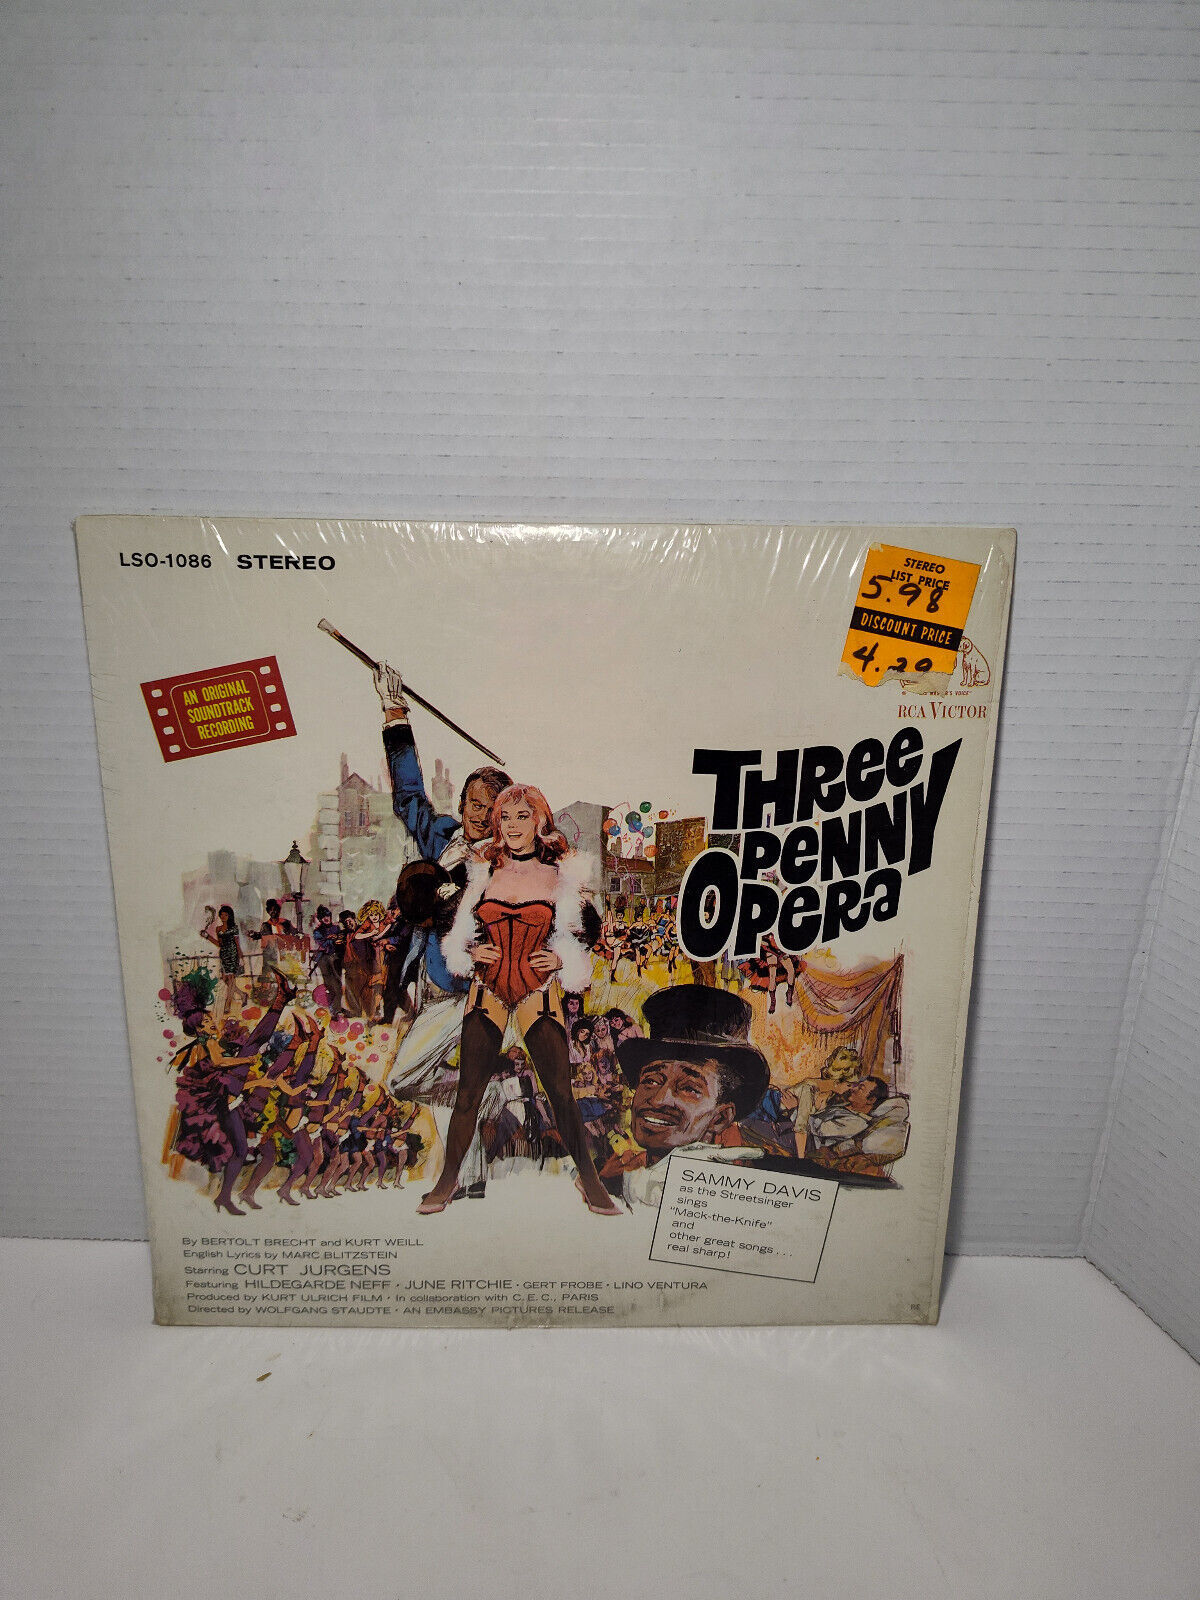 LSO-1086 STEREO
STEREO
LIST PRICE
5.98
DISCOUNT PRICE
4.29
MASTER'S VOICE"
RCA VICTOR
AN ORIGINAL
SOUNDTRACK
RECORDING
THREE
PENNY
OPERA
SAMMY DAVIS
as the Streetsinger
sings
"Mack-the-Knife"
and
other great songs...
real sharp!
By BERTOLT BRECHT and KURT WEILL
English Lyrics by MARC BLITZSTEIN
Starring CURT JURGENS
Featuring HILDEGARDE NEFF • JUNE RITCHIE • GERT FROBE • LINO VENTURA
Produced by KURT ULRICH FILM • In collaboration with C. E. C., PARIS
Directed by WOLFGANG STAUDTE • AN EMBASSY PICTURES RELEASE